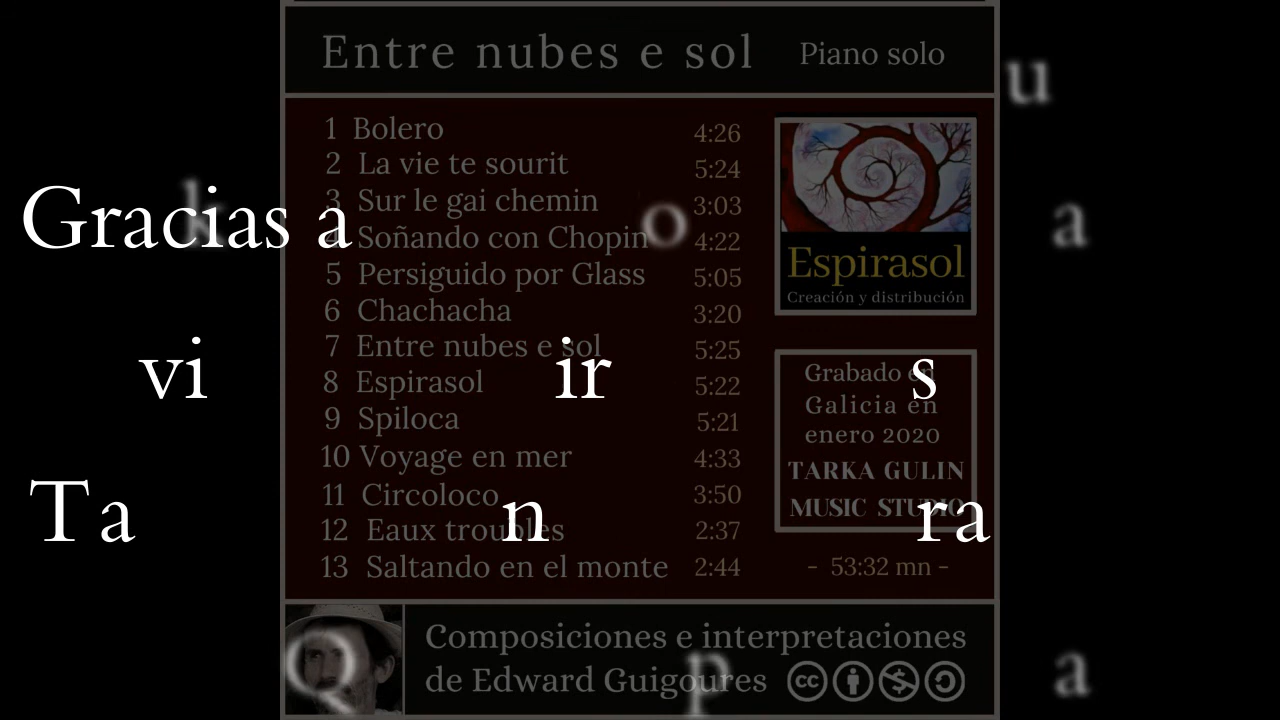 Entre nubes e sol Piano solo
1 Bolero 4:26
2 La vie te sourit 5:24
3 Sur le gai chemin 3:03
4 Soñando con Chopin 4:22
5 Persiguido por Glass 5:05
6 Chachacha 3:20
7 Entre nubes e sol 5:25
8 Espirasol 5:22
9 Spiloca 5:21
10 Voyage en mer 4:33
11 Circoloco 3:50
12 Eaux troubles 2:37
13 Saltando en el monte 2:44
Espirasol
Creación y distribución
Grabado en
Galicia en
enero 2020
TARKA GULIN
MUSIC STUDIO
- 53:32 mn -
Composiciones e interpretaciones
de Edward Guigoures
Gracias a
vi ir s
Ta n ra